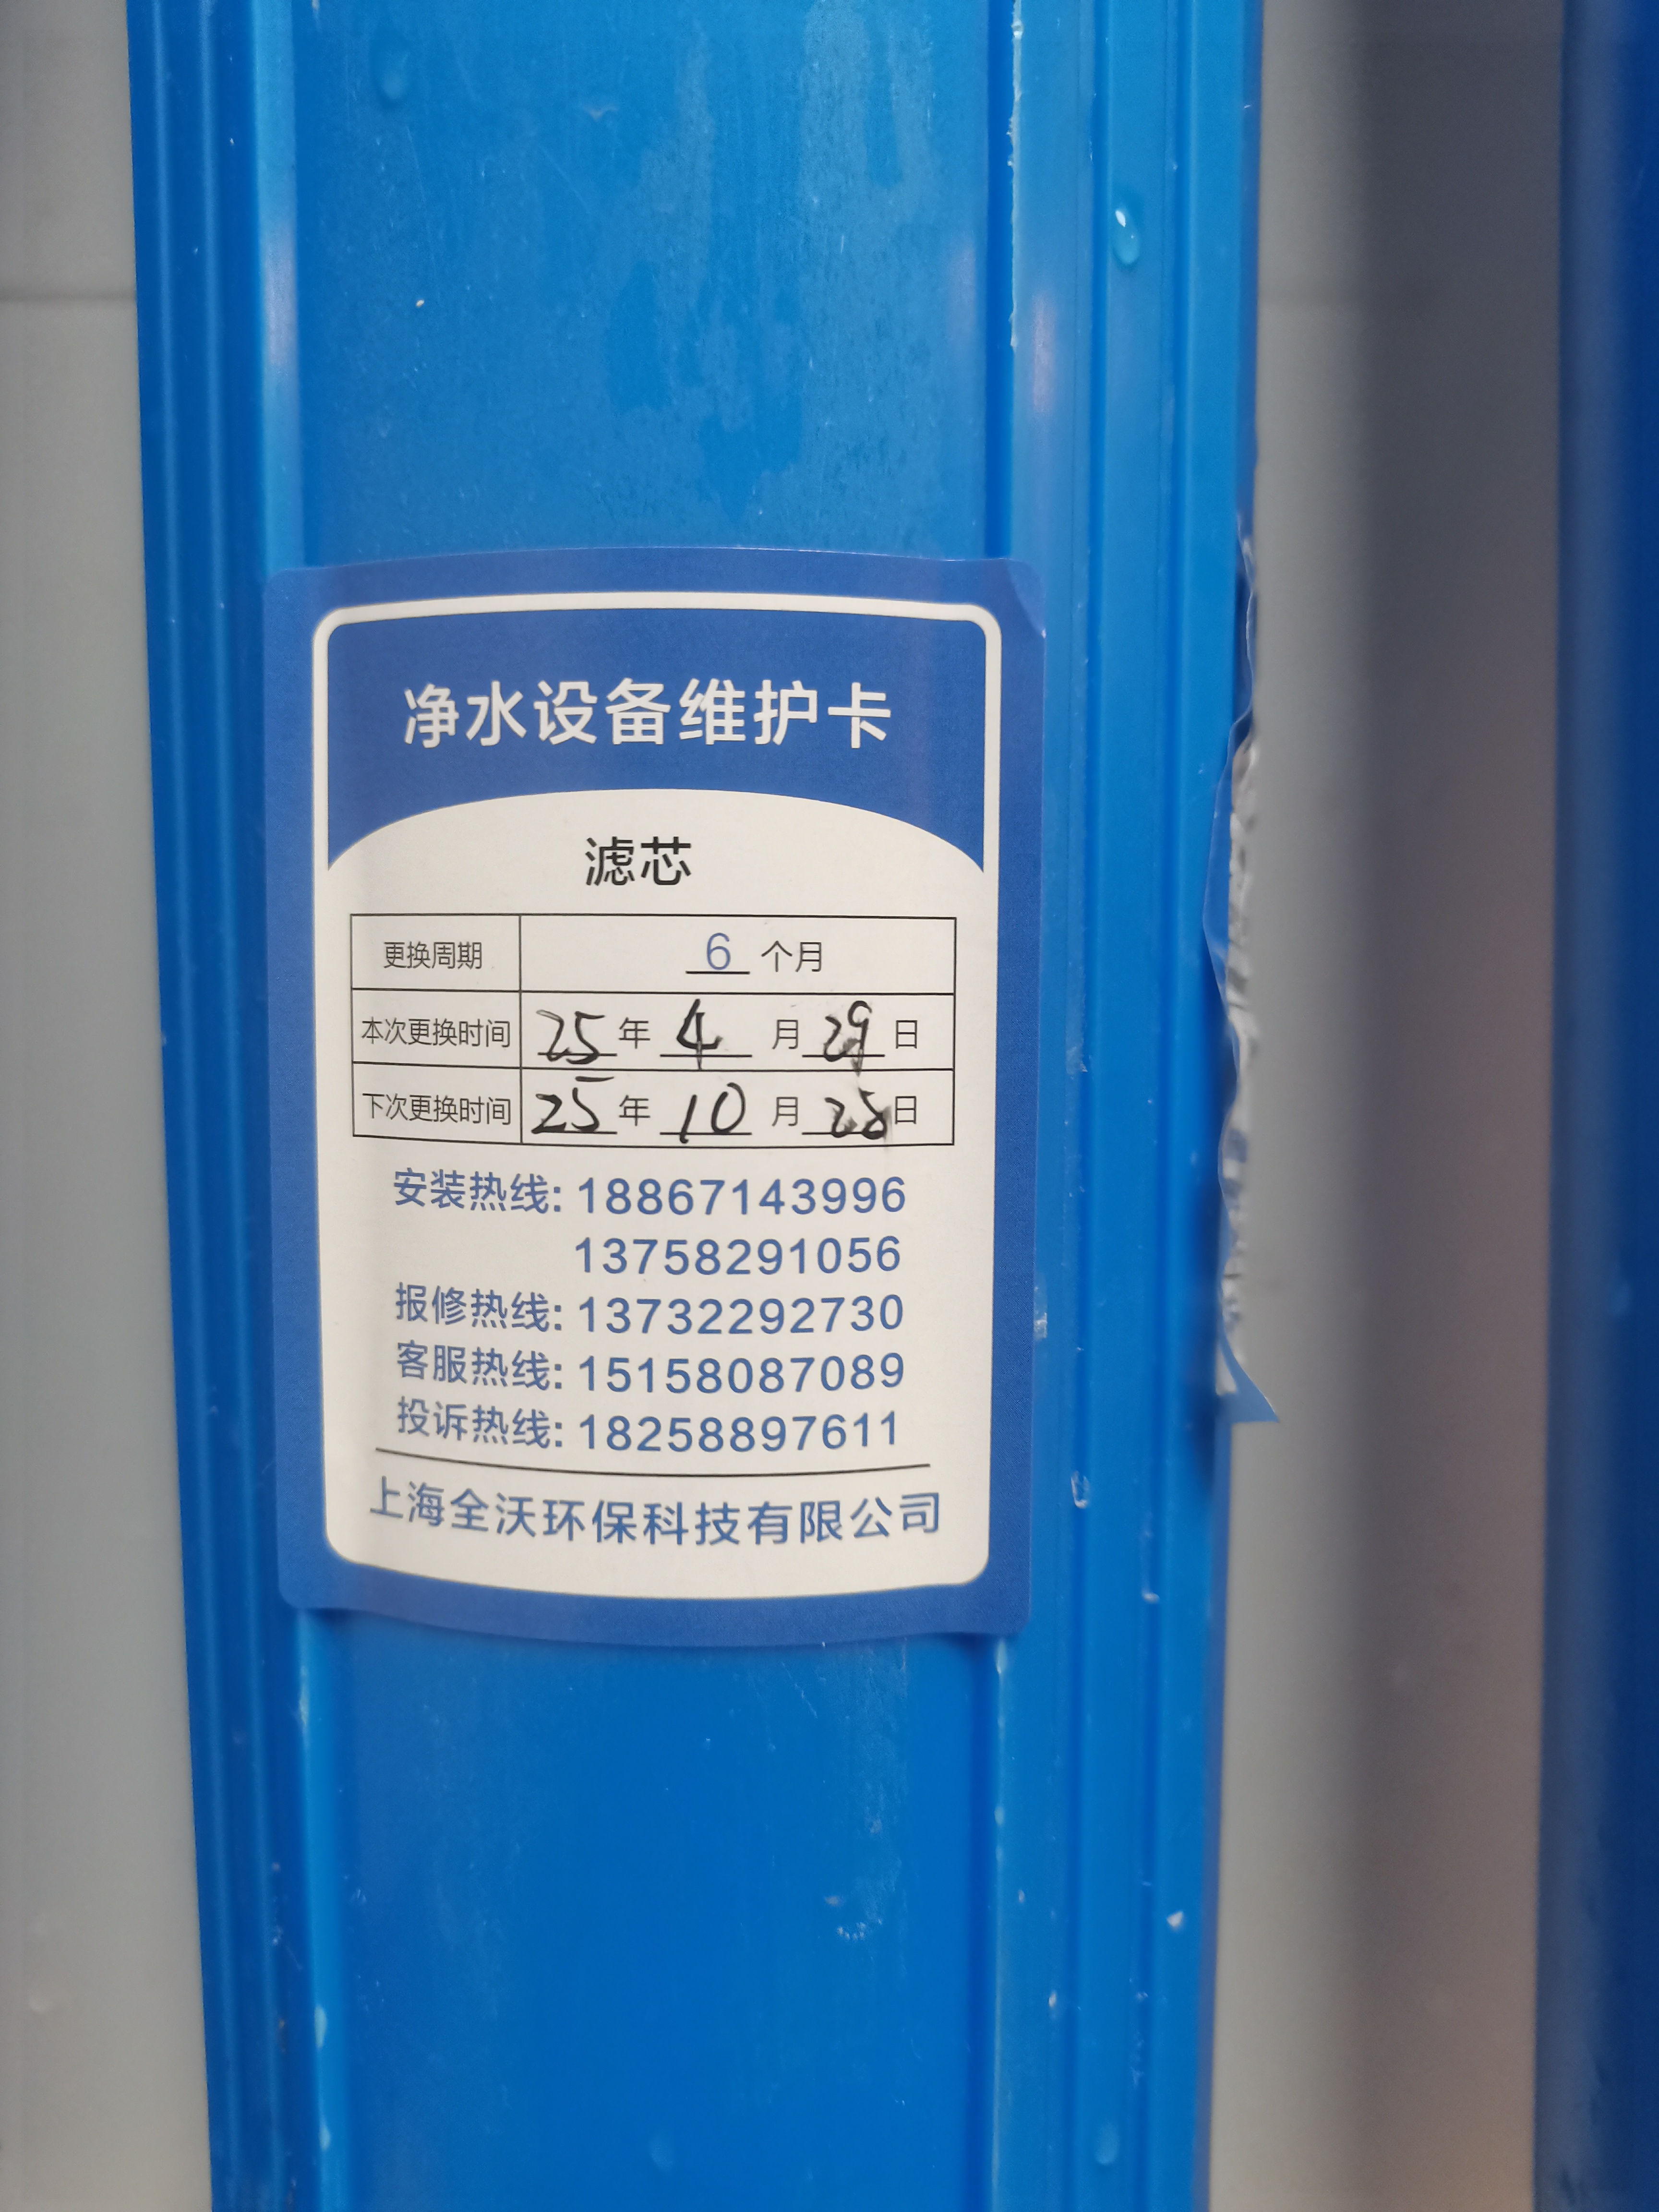 净水设备维护卡
滤芯
更换周期 6 个月
本次更换时间 25 年 4 月 29 日
下次更换时间 25 年 10 月 28 日
安装热线: 18867143996
13758291056
报修热线: 13732292730
客服热线: 15158087089
投诉热线: 18258897611
上海全沃环保科技有限公司